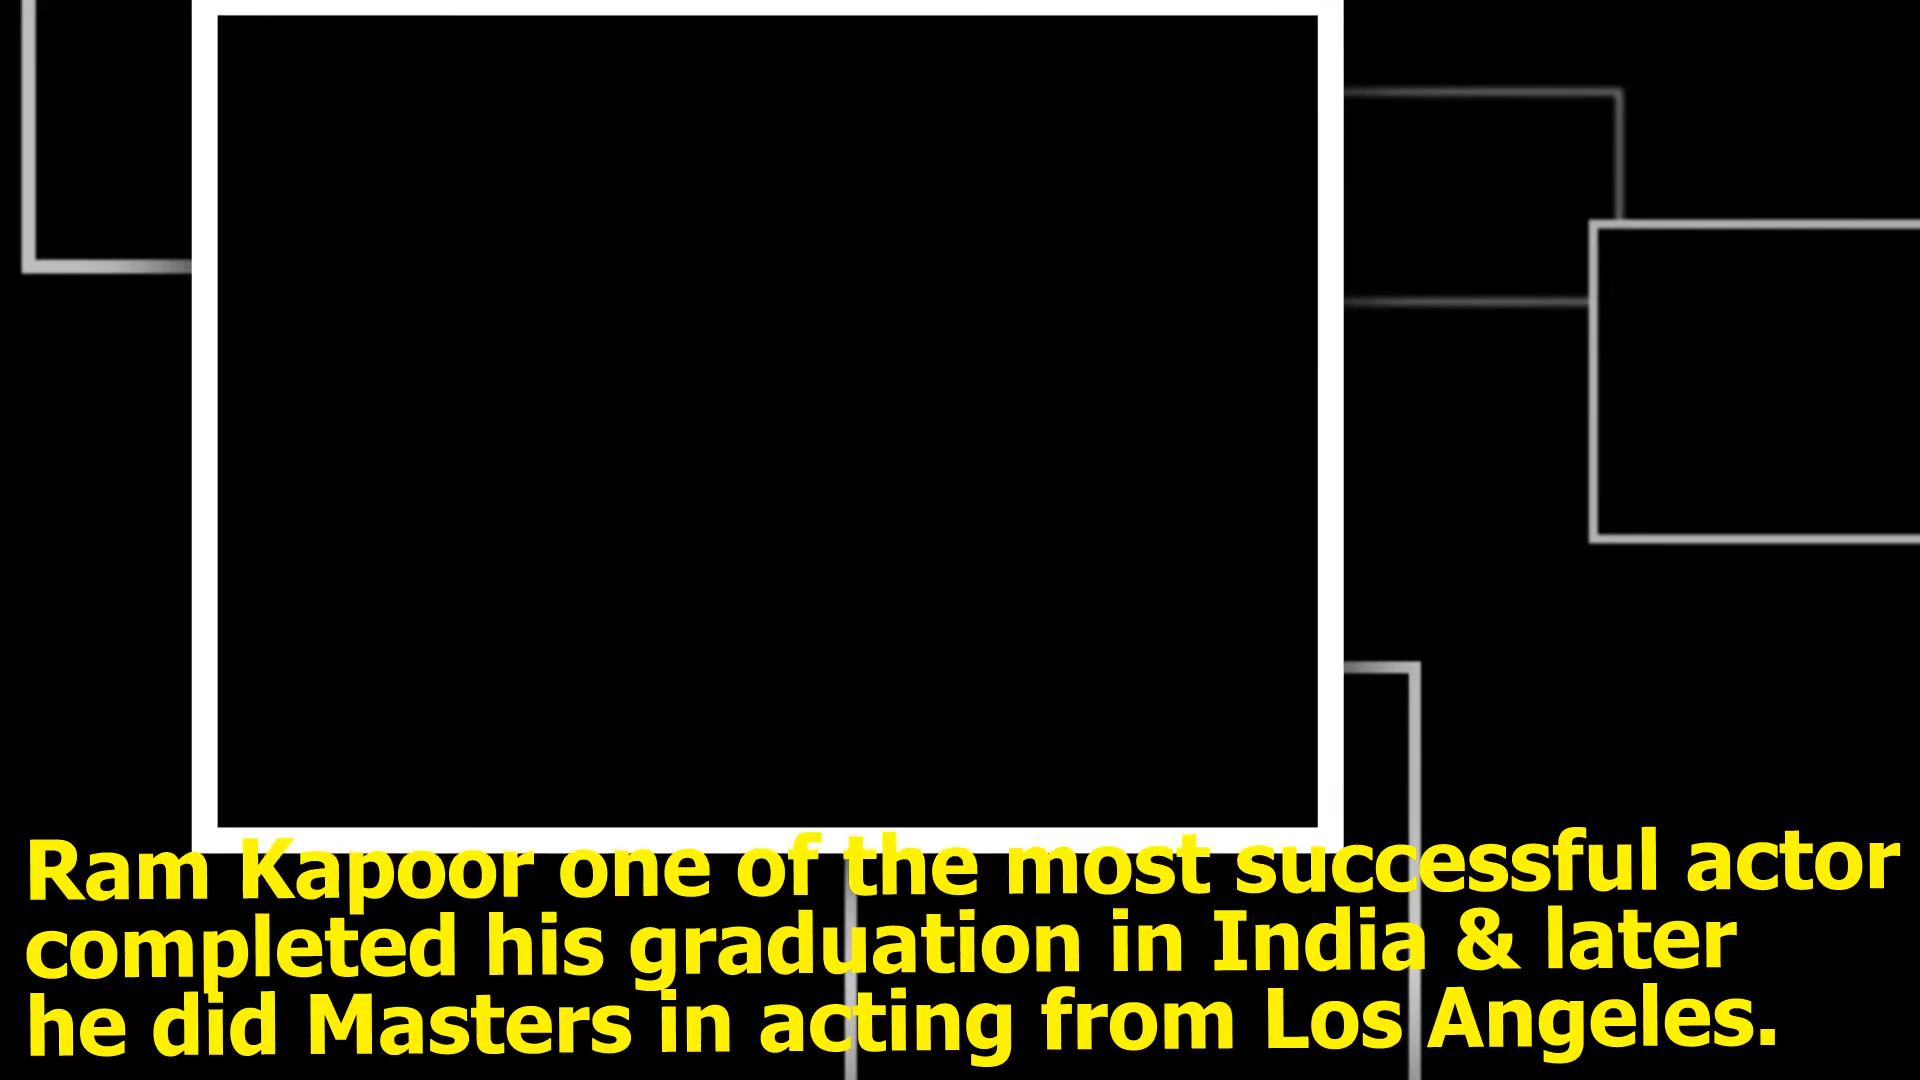 Ram Kapoor one of the most successful actor
completed his graduation in India & later
he did Masters in acting from Los Angeles.